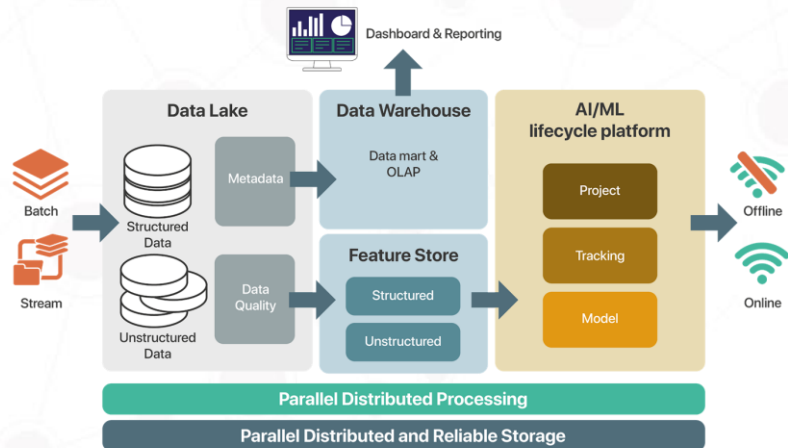 Dashboard & Reporting
Data Lake
Data Warehouse
AI/ML
lifecycle platform
Batch
Stream
Structured
Data
Unstructured
Data
Metadata
Data
Quality
Data mart &
OLAP
Feature Store
Structured
Unstructured
Project
Tracking
Model
Offline
Online
Parallel Distributed Processing
Parallel Distributed and Reliable Storage